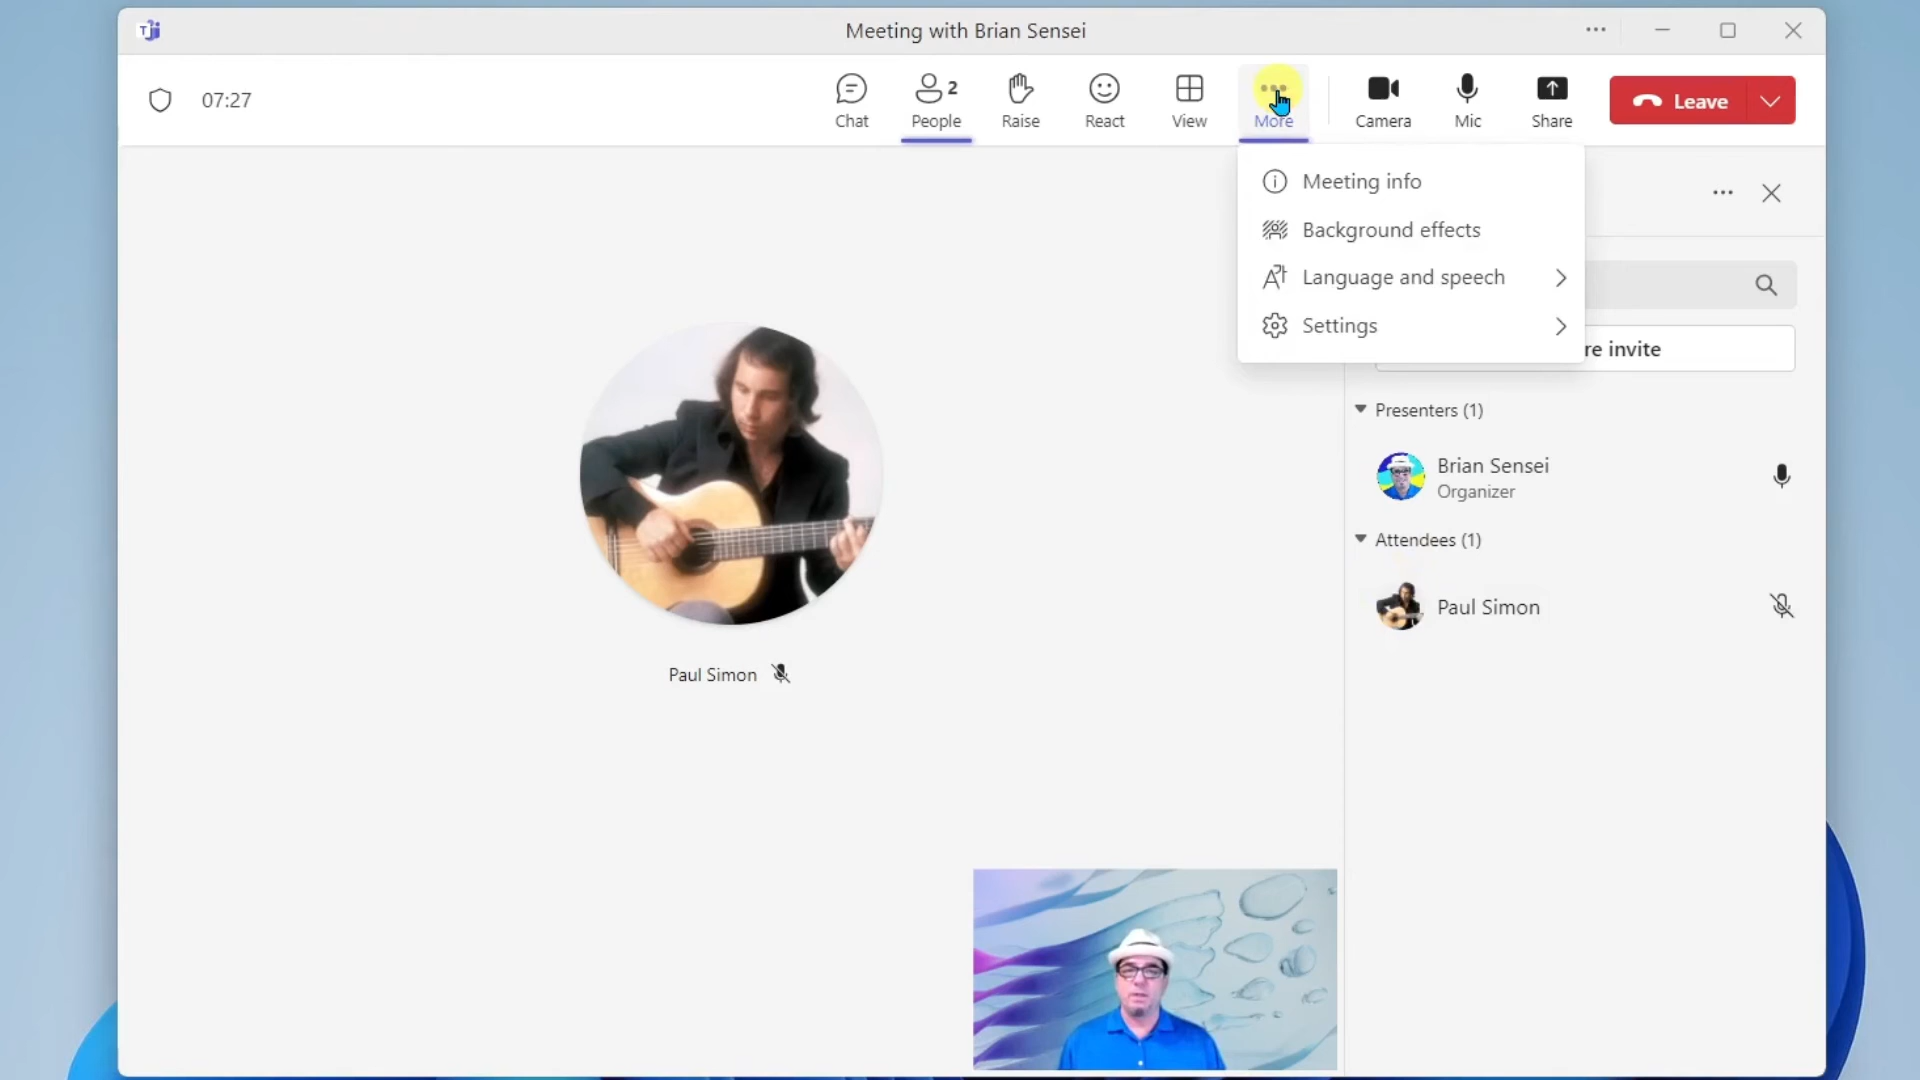 Meeting with Brian Sensei
07:27
Chat
People
2
Raise
React
View
More
Camera
Mic
Share
Leave
Meeting info
Background effects
Language and speech
Settings
re invite
Presenters (1)
Brian Sensei
Organizer
Attendees (1)
Paul Simon
Paul Simon